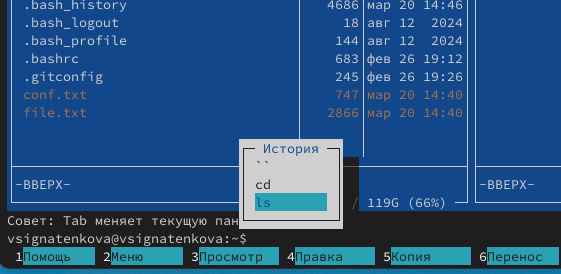 .bash_history 4686 мар 20 14:46
.bash_logout 18 авг 12 2024
.bash_profile 144 авг 12 2024
.bashrc 683 фев 26 19:12
.gitconfig 245 фев 26 19:26
conf.txt 747 мар 20 14:40
file.txt 2866 мар 20 14:40
История
``
cd
ls
-ВВЕРХ- -ВВЕРХ-
/ 119G (66%)
Совет: Tab меняет текущую пан
vsignatenkova@vsignatenkova:~$
1Помощь 2Меню 3Просмотр 4Правка 5Копия 6Перенос